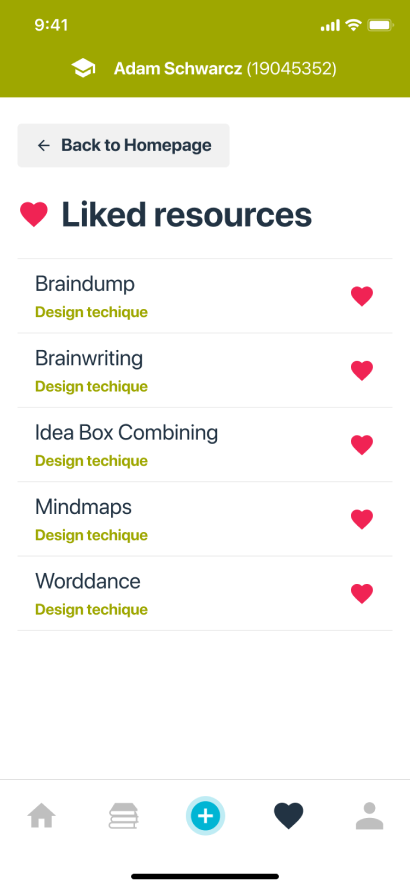 9:41
Adam Schwarcz (19045352)
← Back to Homepage
Liked resources
Braindump
Design techique
Brainwriting
Design techique
Idea Box Combining
Design techique
Mindmaps
Design techique
Worddance
Design techique